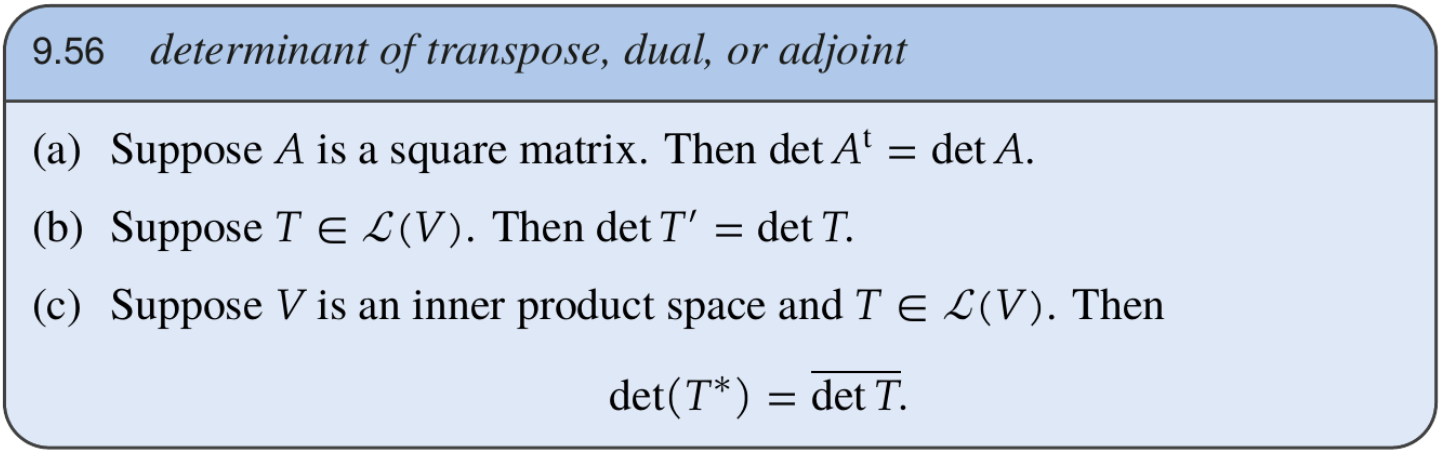 9.56 determinant of transpose, dual, or adjoint
(a) Suppose A is a square matrix. Then det Aᵗ = det A.
(b) Suppose T ∈ ℒ(V). Then det T′ = det T.
(c) Suppose V is an inner product space and T ∈ ℒ(V). Then
det(T*) = \overline{det T}.